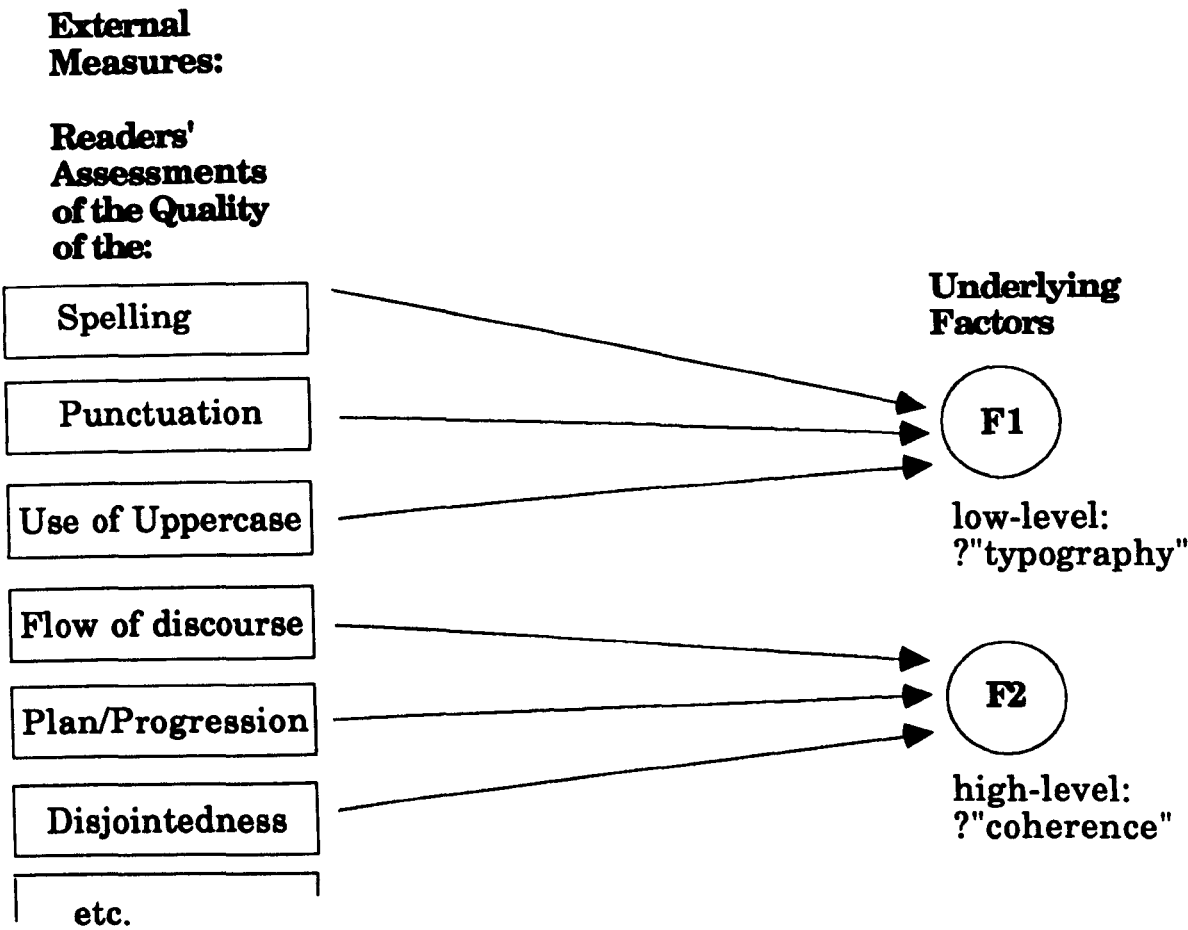 External
Measures:
Readers'
Assessments
of the Quality
of the:
Spelling
Punctuation
Use of Uppercase
Flow of discourse
Plan/Progression
Disjointedness
etc.
Underlying
Factors
F1
low-level:
?"typography"
F2
high-level:
?"coherence"